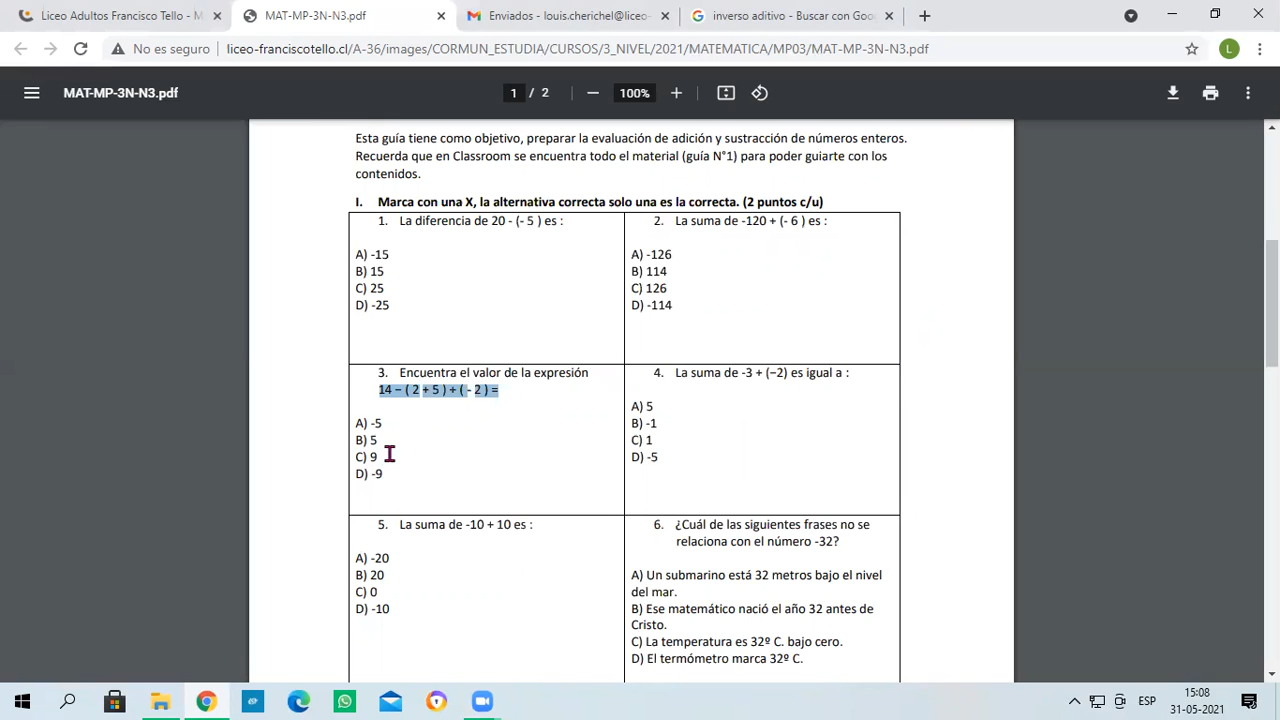 Liceo Adultos Francisco Tello - M
MAT-MP-3N-N3.pdf
Enviados - louis.cherichel@liceo-
inverso aditivo - Buscar con Goo
No es seguro
liceo-franciscotello.cl/A-36/images/CORMUN_ESTUDIA/CURSOS/3_NIVEL/2021/MATEMATICA/MP03/MAT-MP-3N-N3.pdf
L
MAT-MP-3N-N3.pdf
1 / 2
100%
Esta guía tiene como objetivo, preparar la evaluación de adición y sustracción de números enteros.
Recuerda que en Classroom se encuentra todo el material (guía N°1) para poder guiarte con los
contenidos.
I. Marca con una X, la alternativa correcta solo una es la correcta. (2 puntos c/u)
1. La diferencia de 20 - (- 5 ) es :
A) -15
B) 15
C) 25
D) -25
2. La suma de -120 + (- 6 ) es :
A) -126
B) 114
C) 126
D) -114
3. Encuentra el valor de la expresión
14 − ( 2 + 5 ) + ( - 2 ) =
A) -5
B) 5
C) 9
D) -9
4. La suma de -3 + (−2) es igual a :
A) 5
B) -1
C) 1
D) -5
5. La suma de -10 + 10 es :
A) -20
B) 20
C) 0
D) -10
6. ¿Cuál de las siguientes frases no se
relaciona con el número -32?
A) Un submarino está 32 metros bajo el nivel
del mar.
B) Ese matemático nació el año 32 antes de
Cristo.
C) La temperatura es 32º C. bajo cero.
D) El termómetro marca 32º C.
ESP
15:08
31-05-2021